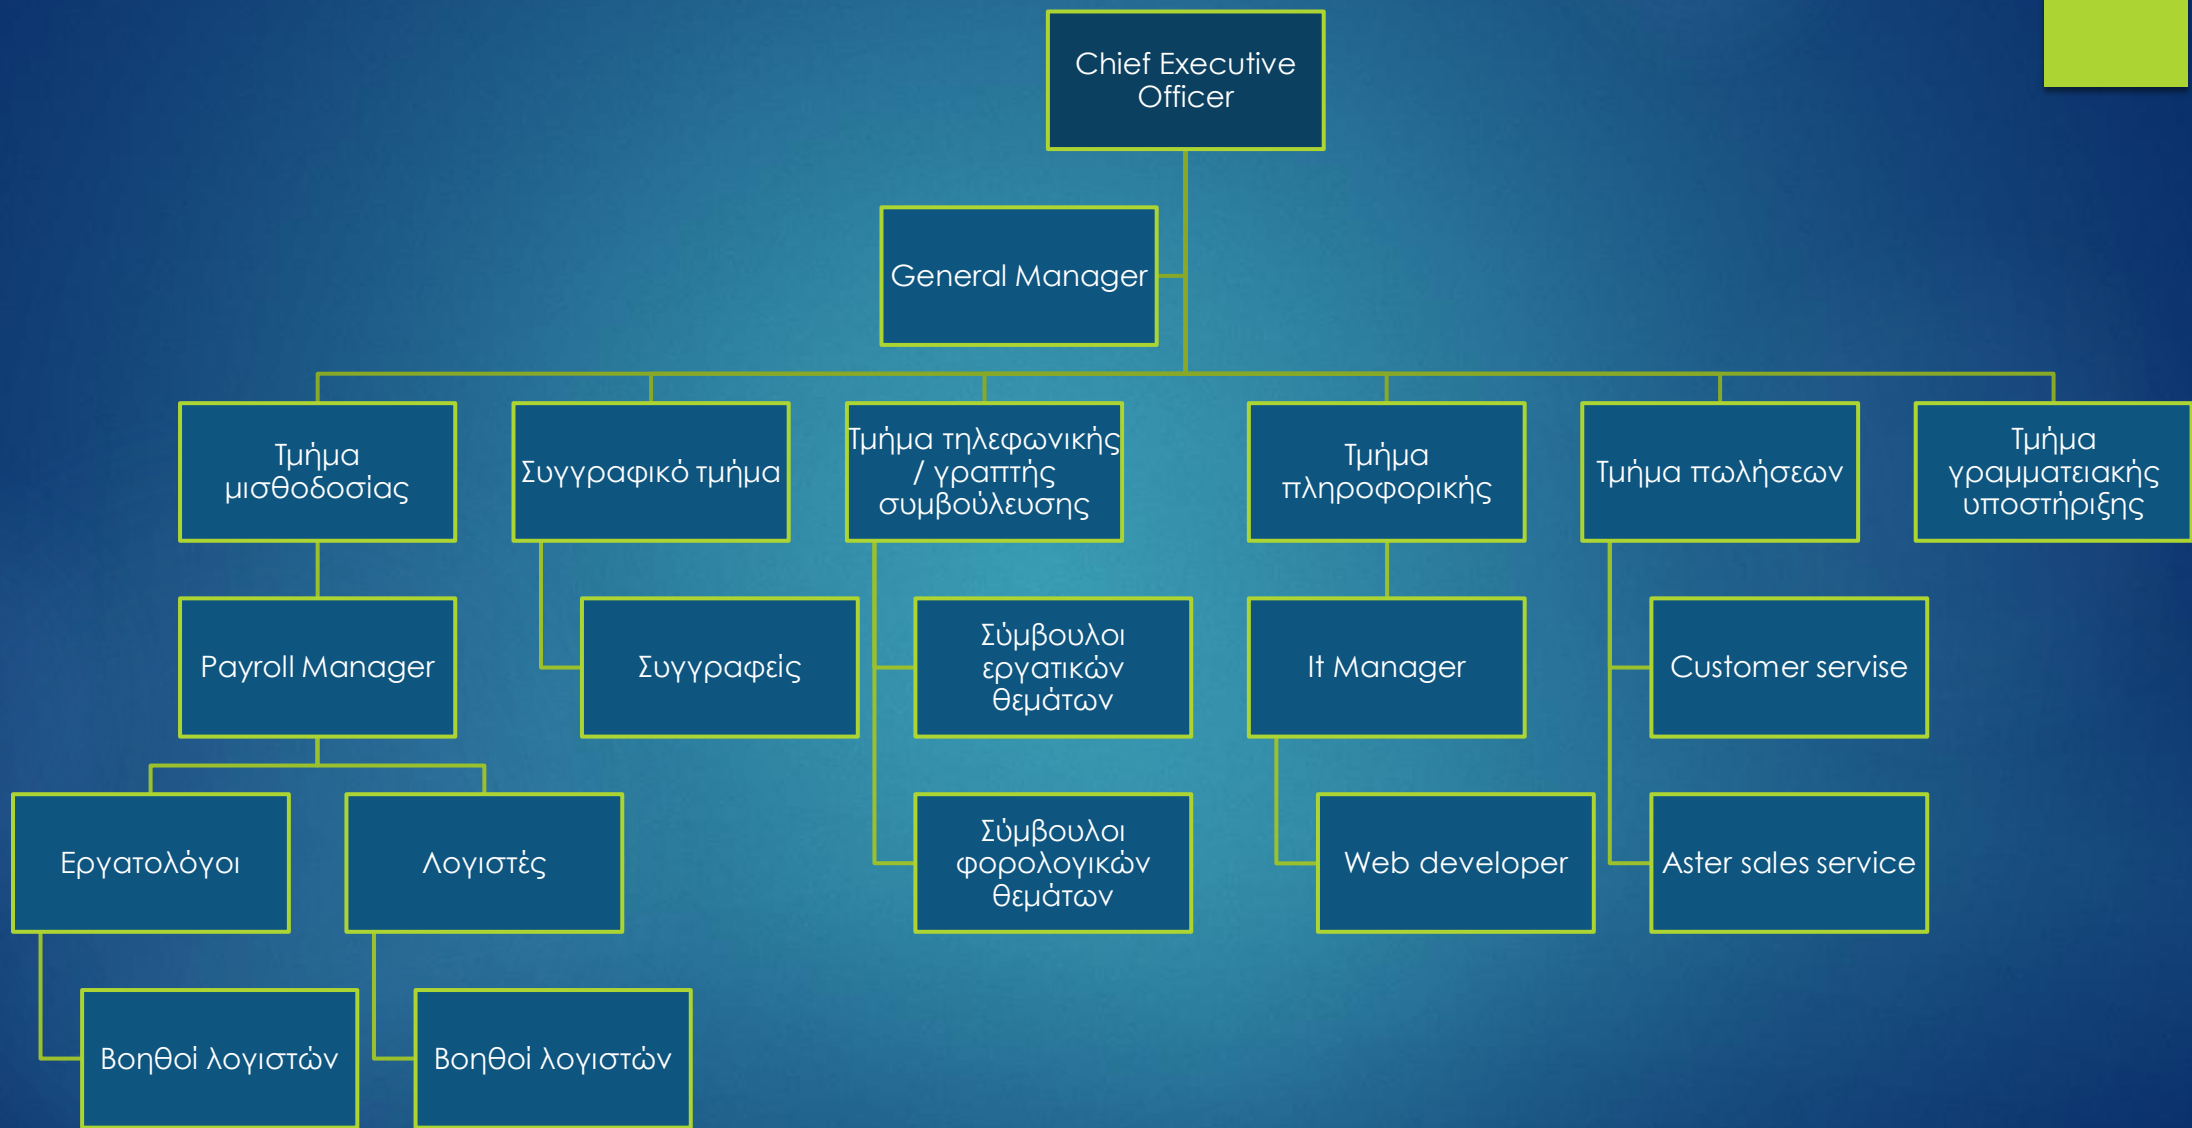 Chief Executive
Officer
General Manager
Τμήμα
μισθοδοσίας
Συγγραφικό τμήμα
Τμήμα τηλεφωνικής
/ γραπτής
συμβούλευσης
Τμήμα
πληροφορικής
Τμήμα πωλήσεων
Τμήμα
γραμματειακής
υποστήριξης
Payroll Manager
Συγγραφείς
Σύμβουλοι
εργατικών
θεμάτων
It Manager
Customer servise
Εργατολόγοι
Λογιστές
Σύμβουλοι
φορολογικών
θεμάτων
Web developer
Aster sales service
Βοηθοί λογιστών
Βοηθοί λογιστών